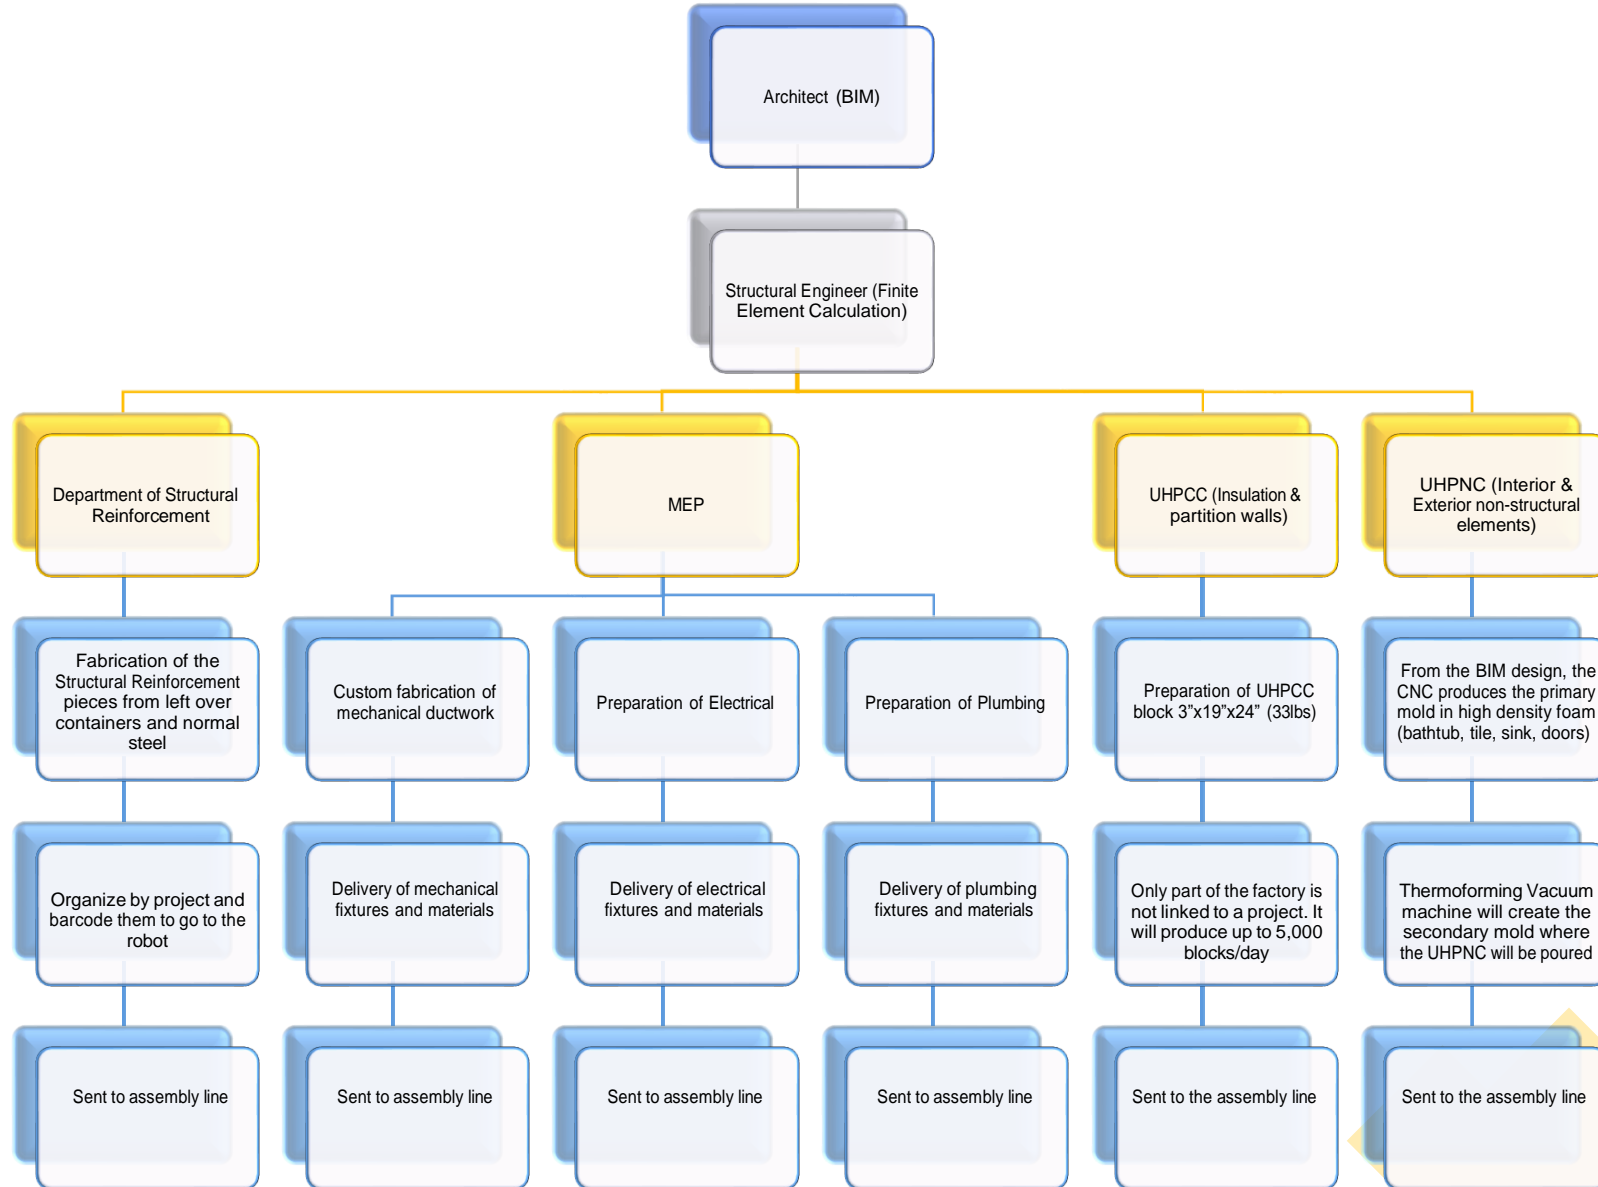 Architect (BIM)
Structural Engineer (Finite
Element Calculation)
Department of Structural
Reinforcement
MEP
UHPCC (Insulation &
partition walls)
UHPNC (Interior &
Exterior non-structural
elements)
Fabrication of the
Structural Reinforcement
pieces from left over
containers and normal
steel
Custom fabrication of
mechanical ductwork
Preparation of Electrical
Preparation of Plumbing
Preparation of UHPCC
block 3”x19”x24” (33lbs)
From the BIM design, the
CNC produces the primary
mold in high density foam
(bathtub, tile, sink, doors)
Organize by project and
barcode them to go to the
robot
Delivery of mechanical
fixtures and materials
Delivery of electrical
fixtures and materials
Delivery of plumbing
fixtures and materials
Only part of the factory is
not linked to a project. It
will produce up to 5,000
blocks/day
Thermoforming Vacuum
machine will create the
secondary mold where
the UHPNC will be poured
Sent to assembly line
Sent to assembly line
Sent to assembly line
Sent to assembly line
Sent to the assembly line
Sent to the assembly line